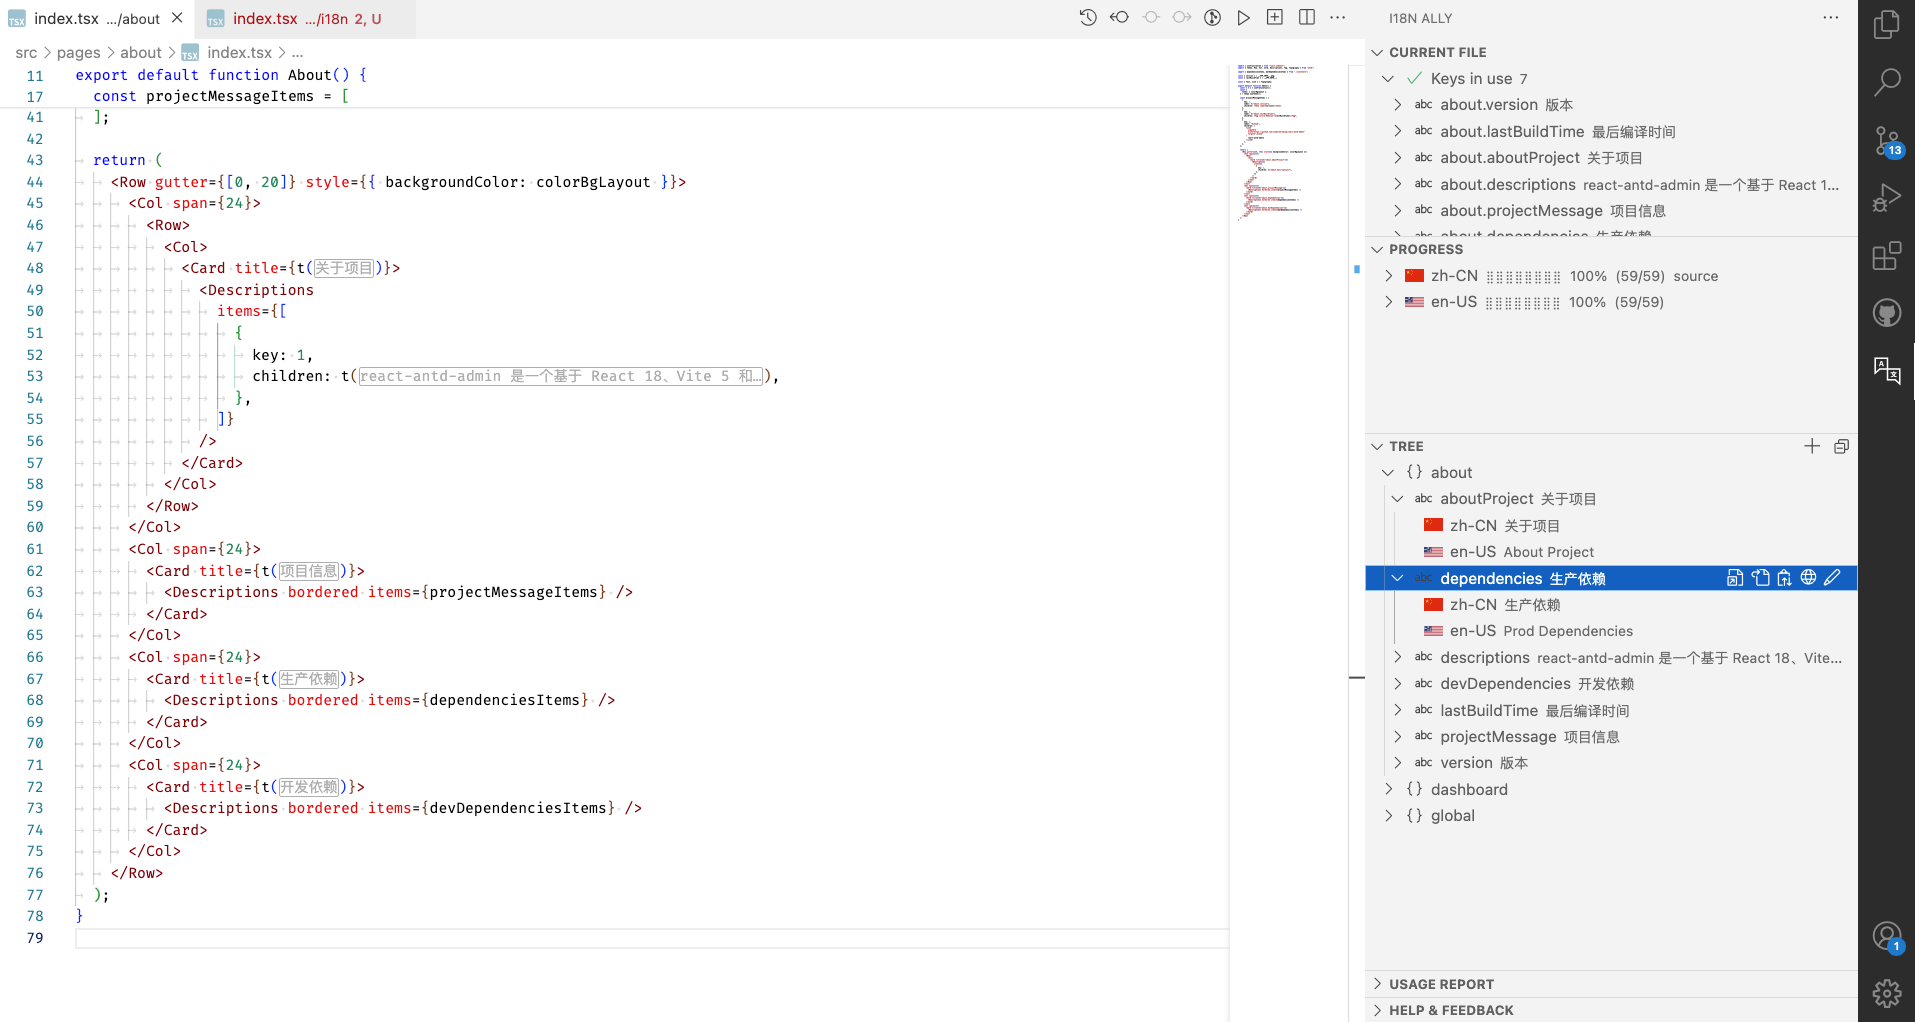 index.tsx .../about
index.tsx .../i18n 2, U
src > pages > about > index.tsx > ...
11 export default function About() {
17 const projectMessageItems = [
41 ];
42
43 return (
44 <Row gutter={[0, 20]} style={{ backgroundColor: colorBgLayout }}>
45 <Col span={24}>
46 <Row>
47 <Col>
48 <Card title={t(关于项目)}>
49 <Descriptions
50 items={[
51 {
52 key: 1,
53 children: t(react-antd-admin 是一个基于 React 18、Vite 5 和…),
54 },
55 ]}
56 />
57 </Card>
58 </Col>
59 </Row>
60 </Col>
61 <Col span={24}>
62 <Card title={t(项目信息)}>
63 <Descriptions bordered items={projectMessageItems} />
64 </Card>
65 </Col>
66 <Col span={24}>
67 <Card title={t(生产依赖)}>
68 <Descriptions bordered items={dependenciesItems} />
69 </Card>
70 </Col>
71 <Col span={24}>
72 <Card title={t(开发依赖)}>
73 <Descriptions bordered items={devDependenciesItems} />
74 </Card>
75 </Col>
76 </Row>
77 );
78 }
79
I18N ALLY
CURRENT FILE
Keys in use 7
abc about.version 版本
abc about.lastBuildTime 最后编译时间
abc about.aboutProject 关于项目
abc about.descriptions react-antd-admin 是一个基于 React 1...
abc about.projectMessage 项目信息
abc about.dependencies 生产依赖
PROGRESS
zh-CN 100% (59/59) source
en-US 100% (59/59)
TREE
{} about
abc aboutProject 关于项目
zh-CN 关于项目
en-US About Project
abc dependencies 生产依赖
zh-CN 生产依赖
en-US Prod Dependencies
abc descriptions react-antd-admin 是一个基于 React 18、Vite...
abc devDependencies 开发依赖
abc lastBuildTime 最后编译时间
abc projectMessage 项目信息
abc version 版本
{} dashboard
{} global
USAGE REPORT
HELP & FEEDBACK
13
1